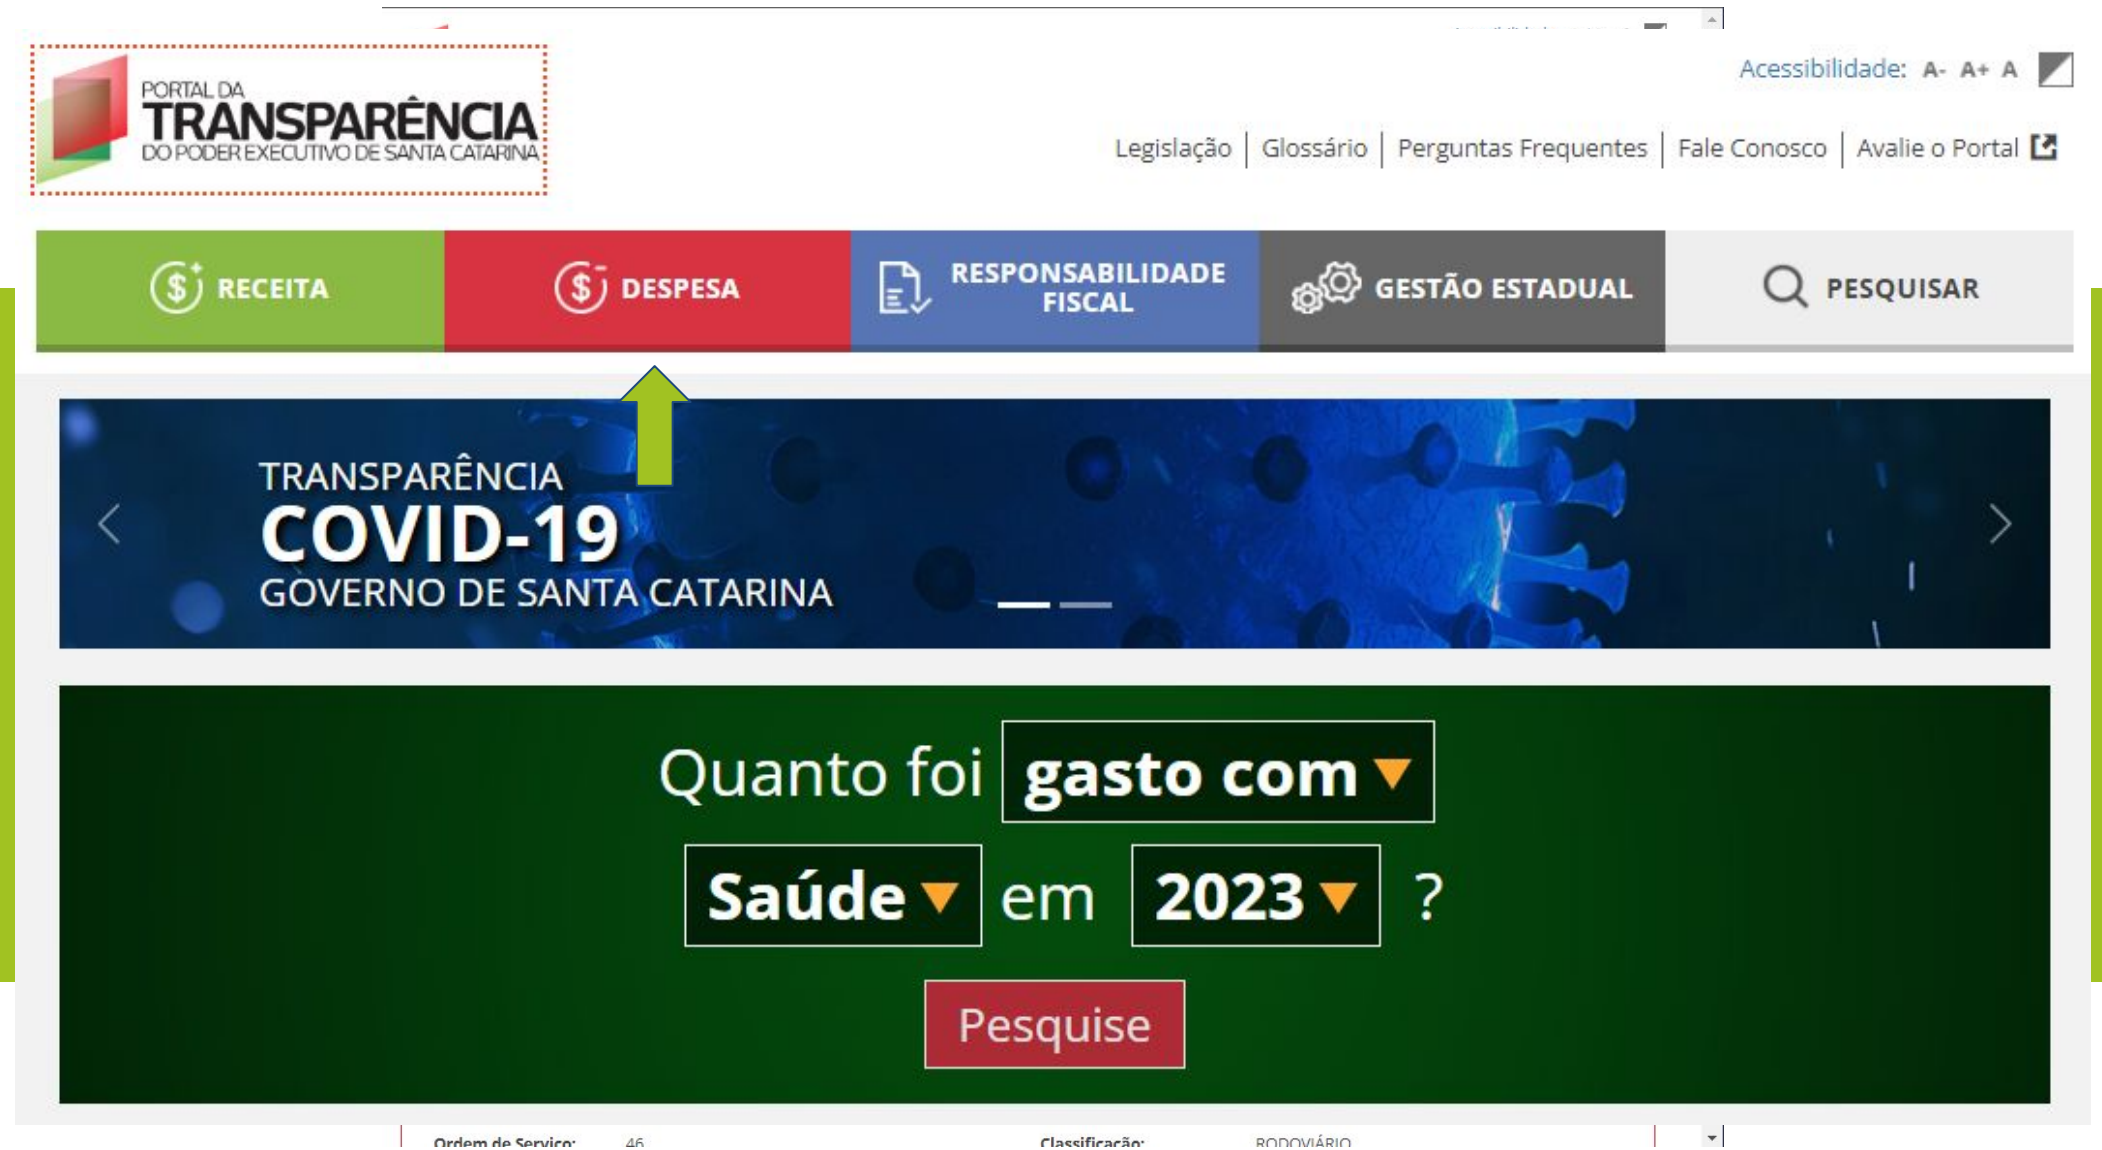 Acessibilidade: A- A+ A
PORTAL DA
TRANSPARÊNCIA
DO PODER EXECUTIVO DE SANTA CATARINA
Legislação | Glossário | Perguntas Frequentes | Fale Conosco | Avalie o Portal
RECEITA
DESPESA
RESPONSABILIDADE
FISCAL
GESTÃO ESTADUAL
PESQUISAR
TRANSPARÊNCIA
COVID-19
GOVERNO DE SANTA CATARINA
Quanto foi gasto com
Saúde em 2023 ?
Pesquise
Ordem de Serviço: 46 Classificação: RODOVIÁRIO